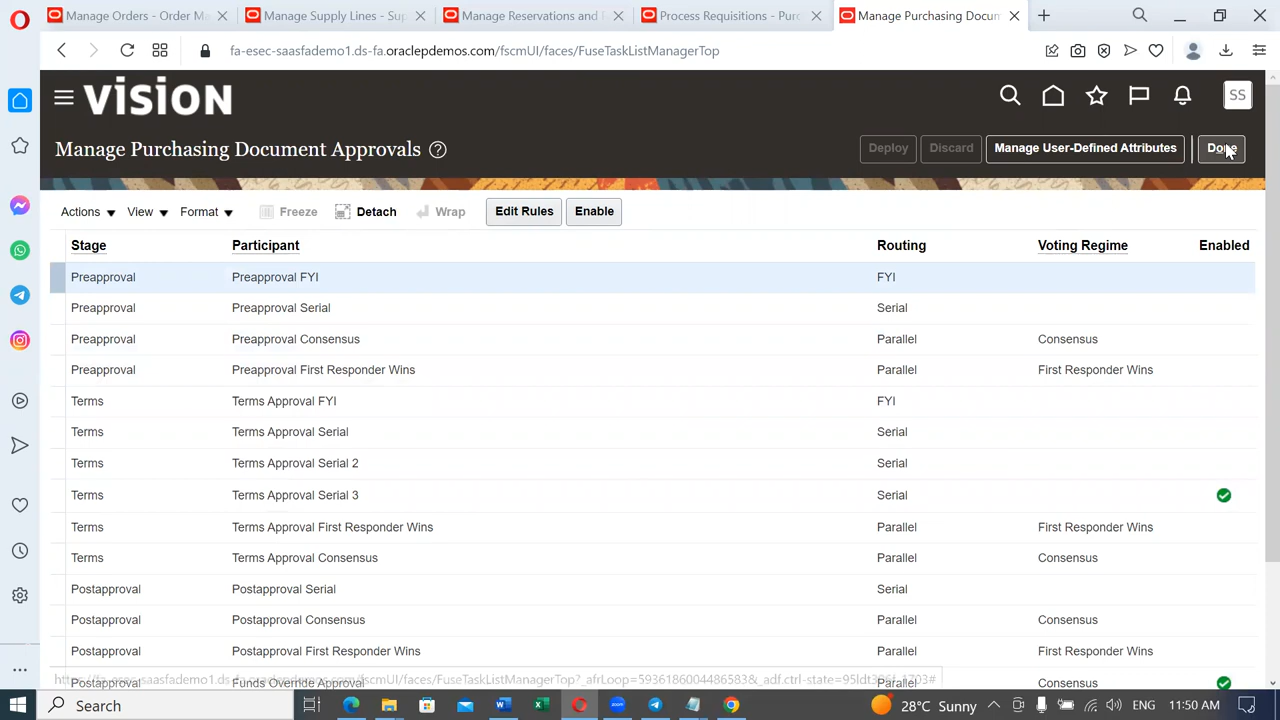 Manage Orders - Order M
Manage Supply Lines - Sup
Manage Reservations and
Process Requisitions - Purc
Manage Purchasing Docum
fa-esec-saasfademo1.ds-fa.oraclepdemos.com/fscmUI/faces/FuseTaskListManagerTop
VISION
SS
Manage Purchasing Document Approvals ?
Deploy Discard Manage User-Defined Attributes Done
Actions View Format Freeze Detach Wrap Edit Rules Enable
Stage Participant Routing Voting Regime Enabled
Preapproval Preapproval FYI FYI
Preapproval Preapproval Serial Serial
Preapproval Preapproval Consensus Parallel Consensus
Preapproval Preapproval First Responder Wins Parallel First Responder Wins
Terms Terms Approval FYI FYI
Terms Terms Approval Serial Serial
Terms Terms Approval Serial 2 Serial
Terms Terms Approval Serial 3 Serial
Terms Terms Approval First Responder Wins Parallel First Responder Wins
Terms Terms Approval Consensus Parallel Consensus
Postapproval Postapproval Serial Serial
Postapproval Postapproval Consensus Parallel Consensus
Postapproval Postapproval First Responder Wins Parallel First Responder Wins
Postapproval Funds Override Approval Parallel Consensus
Search
28°C Sunny
ENG
11:50 AM